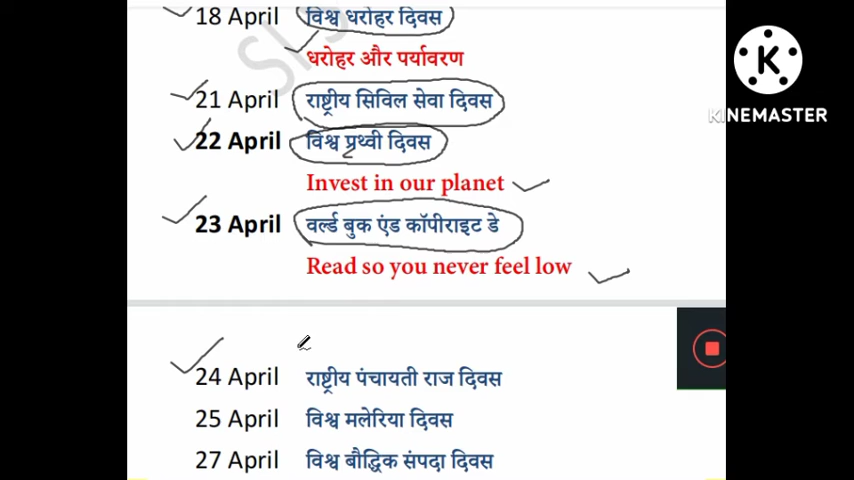 18 April विश्व धरोहर दिवस
धरोहर और पर्यावरण
21 April राष्ट्रीय सिविल सेवा दिवस
22 April विश्व प्रथ्वी दिवस
Invest in our planet
23 April वर्ल्ड बुक एंड कॉपीराइट डे
Read so you never feel low
24 April राष्ट्रीय पंचायती राज दिवस
25 April विश्व मलेरिया दिवस
27 April विश्व बौद्धिक संपदा दिवस
K
KINEMASTER